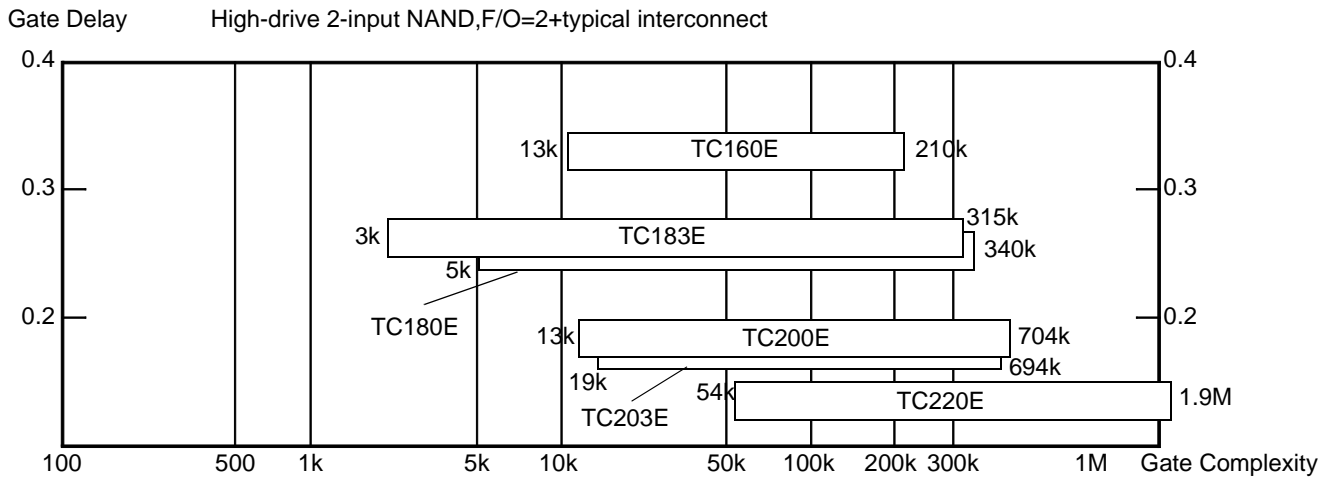 Gate Delay
High-drive 2-input NAND,F/O=2+typical interconnect
0.4
0.4
13k
TC160E
210k
0.3
0.3
3k
TC183E
315k
340k
5k
TC180E
0.2
0.2
13k
TC200E
704k
19k
694k
TC203E
54k
TC220E
1.9M
100
500
1k
5k
10k
50k
100k
200k
300k
1M
Gate Complexity